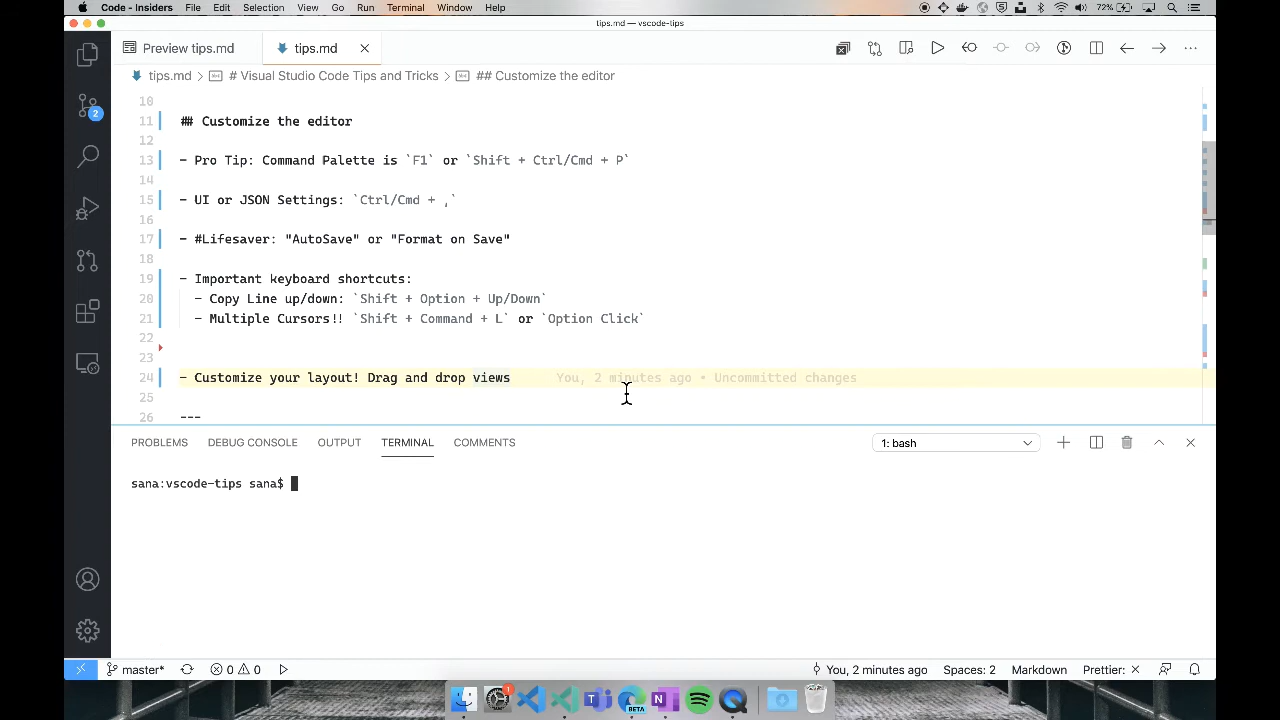 Code - Insiders File Edit Selection View Go Run Terminal Window Help 72%
tips.md — vscode-tips
Preview tips.md tips.md
tips.md > # Visual Studio Code Tips and Tricks > ## Customize the editor
10
11 ## Customize the editor
12
13 - Pro Tip: Command Palette is `F1` or `Shift + Ctrl/Cmd + P`
14
15 - UI or JSON Settings: `Ctrl/Cmd + ,`
16
17 - #Lifesaver: "AutoSave" or "Format on Save"
18
19 - Important keyboard shortcuts:
20 - Copy Line up/down: `Shift + Option + Up/Down`
21 - Multiple Cursors!! `Shift + Command + L` or `Option Click`
22
23
24 - Customize your layout! Drag and drop views You, 2 minutes ago • Uncommitted changes
25
26 ---
2
PROBLEMS DEBUG CONSOLE OUTPUT TERMINAL COMMENTS 1: bash
sana:vscode-tips sana$
master* 0 0 You, 2 minutes ago Spaces: 2 Markdown Prettier: ×
1
BETA